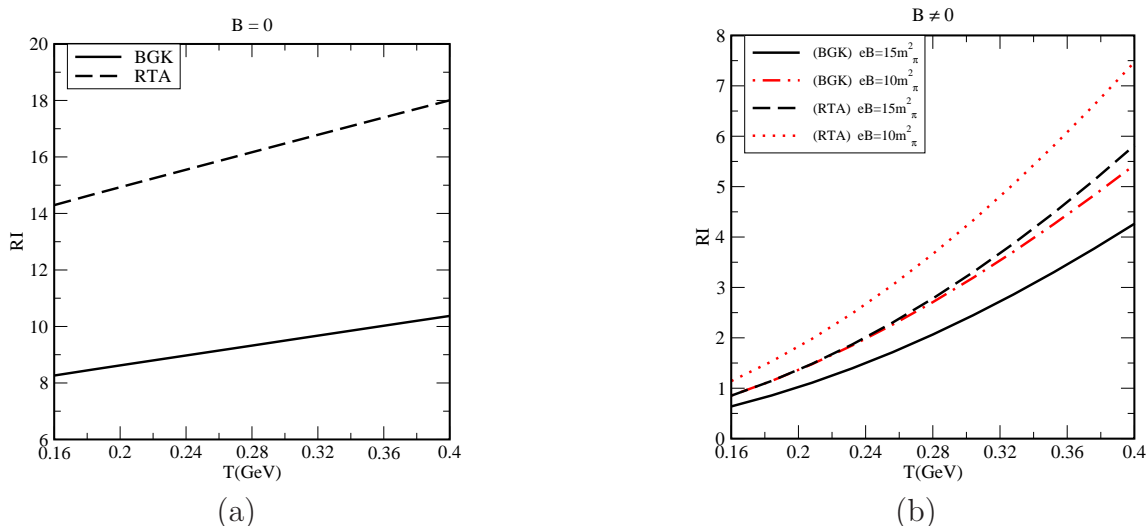 B = 0
20
18
16
14
12
10
8
6
RI
BGK
RTA
0.16 0.2 0.24 0.28 0.32 0.36 0.4
T(GeV)
(a)
B ≠ 0
8
7
6
5
4
3
2
1
0
RI
(BGK) eB=15m²π
(BGK) eB=10m²π
(RTA) eB=15m²π
(RTA) eB=10m²π
0.16 0.2 0.24 0.28 0.32 0.36 0.4
T(GeV)
(b)